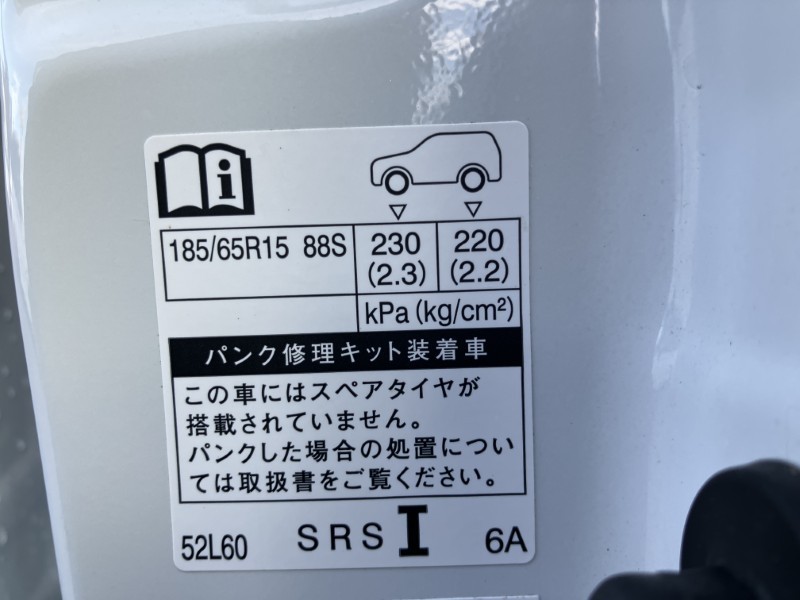 i
185/65R15 88S 230 220
(2.3) (2.2)
kPa (kg/cm²)
パンク修理キット装着車
この車にはスペアタイヤが
搭載されていません。
パンクした場合の処置につい
ては取扱書をご覧ください。
52L60 SRS I 6A